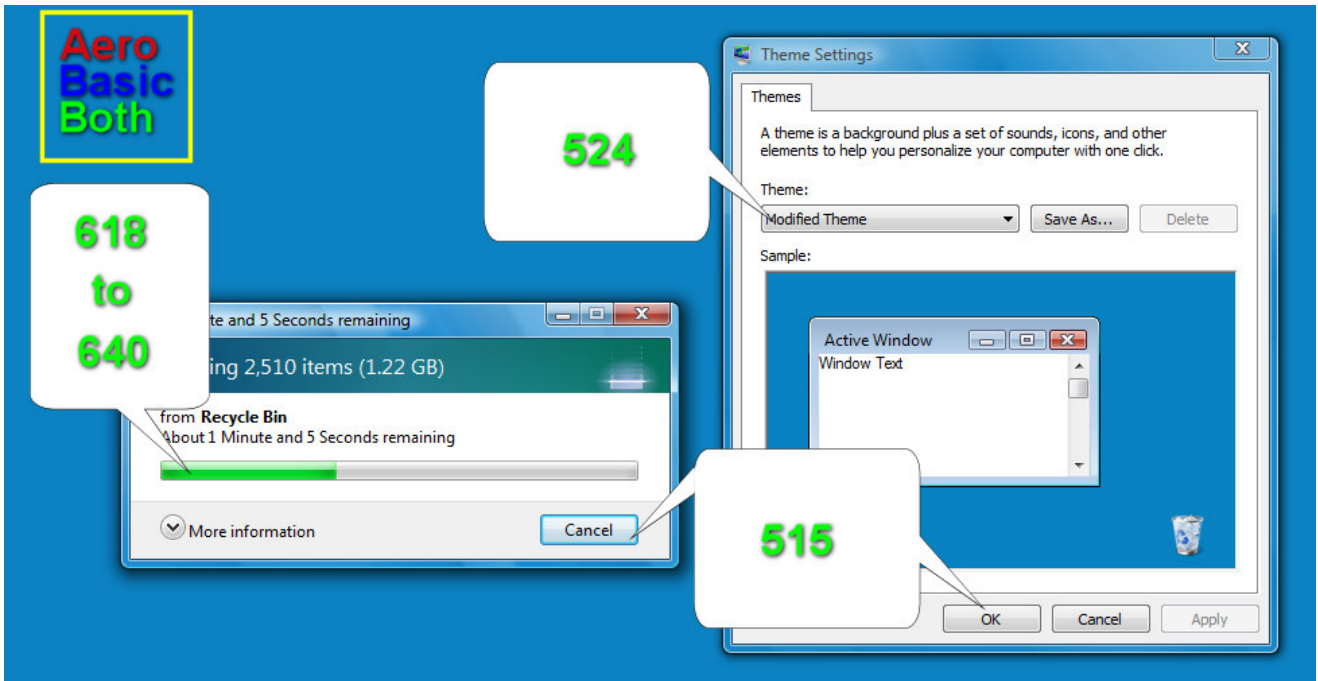 Aero
Basic
Both
618
to
640
524
515
te and 5 Seconds remaining
ing 2,510 items (1.22 GB)
from Recycle Bin
About 1 Minute and 5 Seconds remaining
More information
Cancel
Theme Settings
Themes
A theme is a background plus a set of sounds, icons, and other
elements to help you personalize your computer with one click.
Theme:
Modified Theme
Save As...
Delete
Sample:
Active Window
Window Text
OK
Cancel
Apply